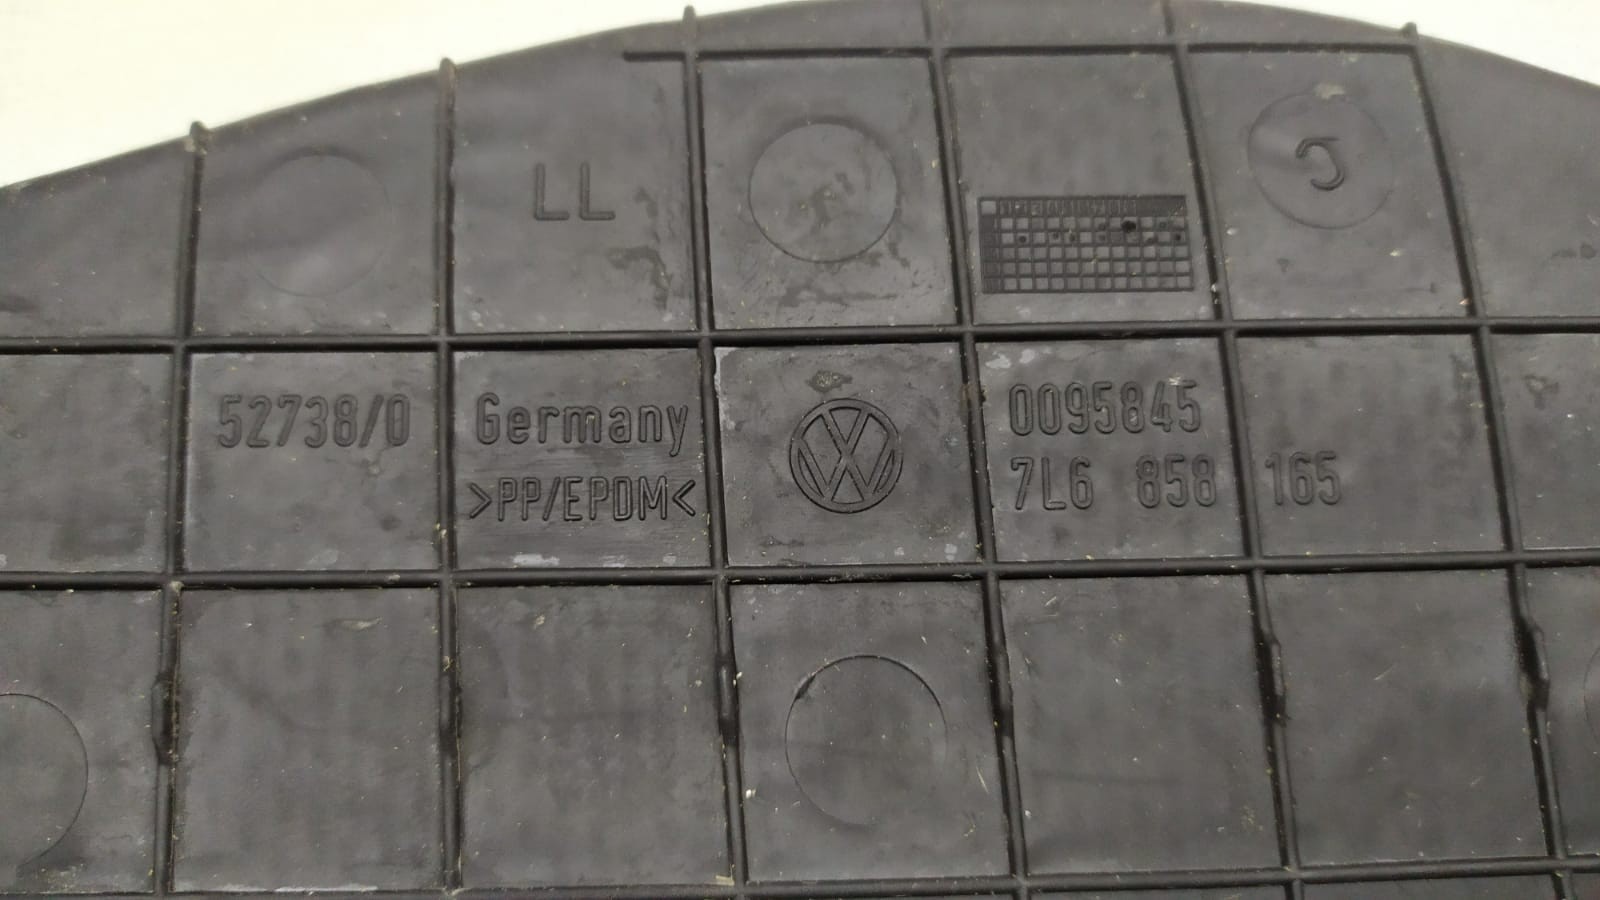 LL
C
52738/0
Germany
>PP/EPDM<
0095845
7L6 858 165